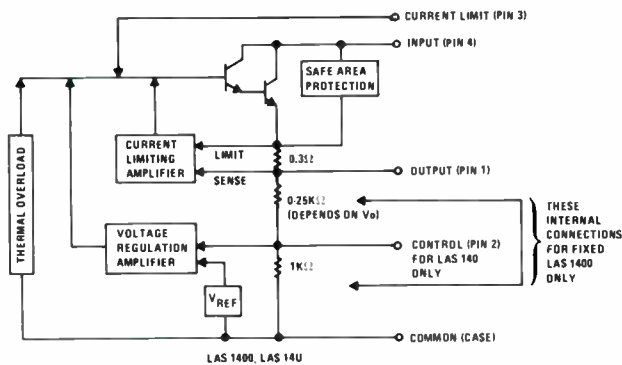 CURRENT LIMIT (PIN 3)
INPUT (PIN 4)
SAFE AREA
PROTECTION
THERMAL OVERLOAD
CURRENT
LIMITING
AMPLIFIER
LIMIT
SENSE
0.3Ω
OUTPUT (PIN 1)
0.25KΩ
(DEPENDS ON Vo)
VOLTAGE
REGULATION
AMPLIFIER
CONTROL (PIN 2)
FOR LAS 140
ONLY
THESE
INTERNAL
CONNECTIONS
FOR FIXED
LAS 1400
ONLY
1KΩ
VREF
COMMON (CASE)
LAS 1400, LAS 14U